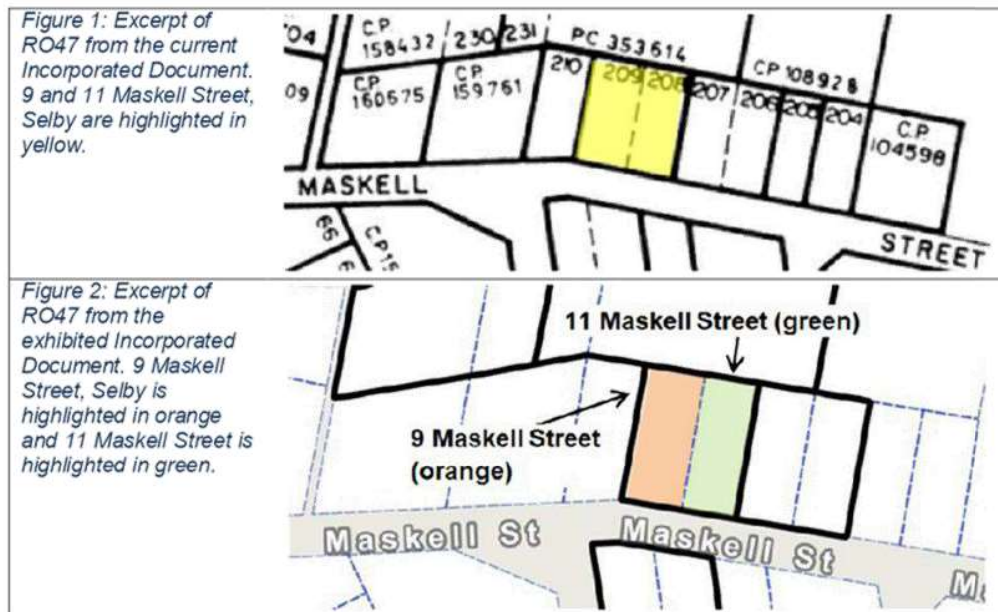 Figure 1: Excerpt of
RO47 from the current
Incorporated Document.
9 and 11 Maskell Street,
Selby are highlighted in
yellow.
704
C.P.
158432
230
231
PC 353614
CP 108928
09
C.P.
160675
C.P.
159761
210
209
208
207
206
205
204
C.P.
104598
MASKELL
STREET
66
6
C.P.15
Figure 2: Excerpt of
RO47 from the
exhibited Incorporated
Document. 9 Maskell
Street, Selby is
highlighted in orange
and 11 Maskell Street is
highlighted in green.
11 Maskell Street (green)
9 Maskell Street
(orange)
Maskell St
Maskell St
M